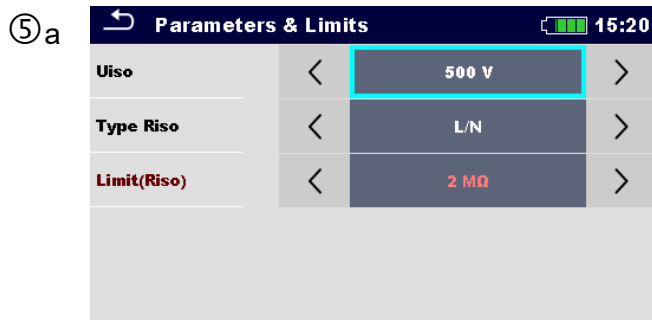 ⑤a
Parameters & Limits 15:20
Uiso < 500 V >
Type Riso < L/N >
Limit(Riso) < 2 MΩ >